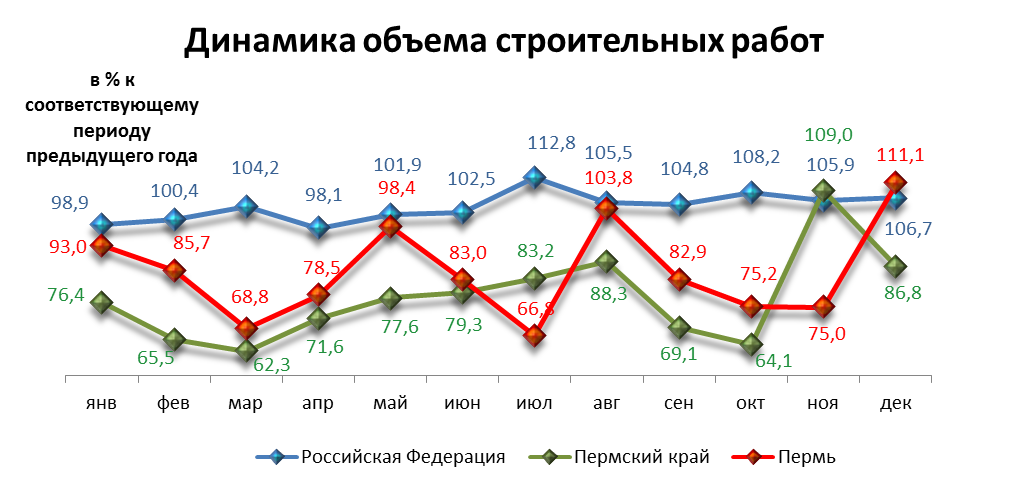 Динамика объема строительных работ
в % к
соответствующему
периоду
предыдущего года
98,9 100,4 104,2 98,1 101,9 102,5 112,8 105,5 104,8 108,2 105,9 106,7
93,0 85,7 68,8 78,5 98,4 83,0 66,8 103,8 82,9 75,2 75,0 111,1
76,4 65,5 62,3 71,6 77,6 79,3 83,2 88,3 69,1 64,1 109,0 86,8
янв фев мар апр май июн июл авг сен окт ноя дек
Российская Федерация Пермский край Пермь